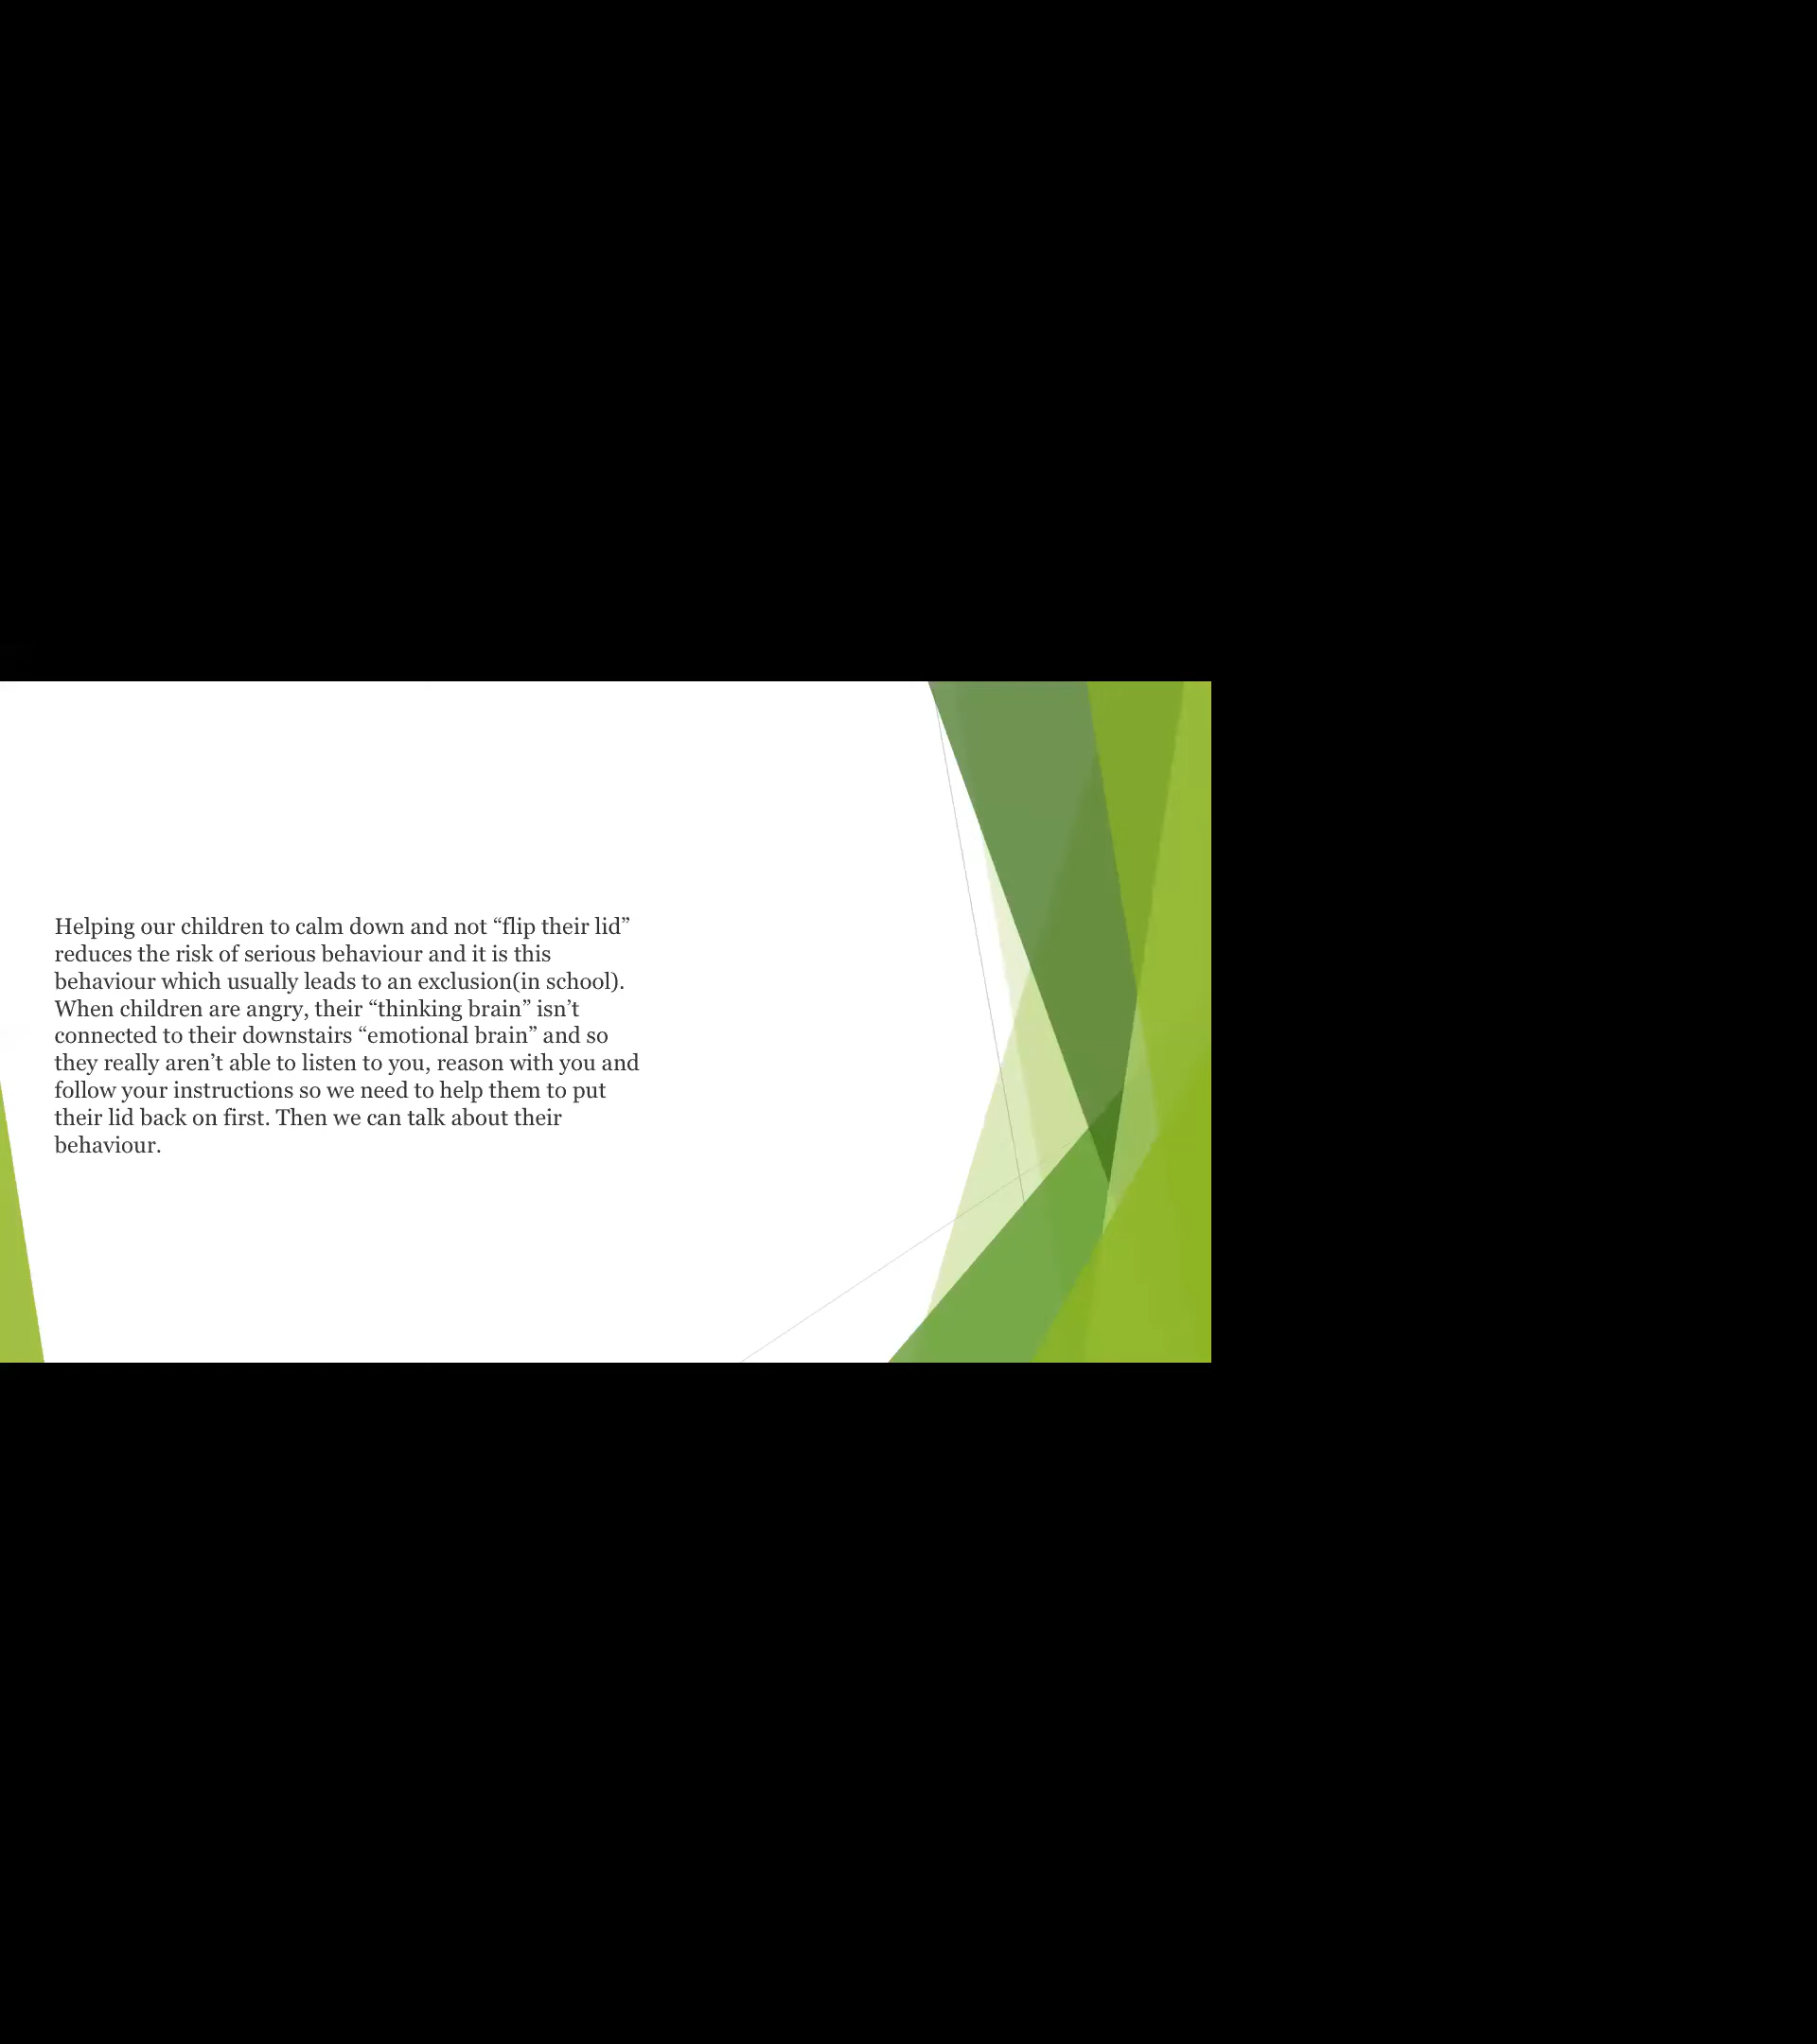 Helping our children to calm down and not “flip their lid”
reduces the risk of serious behaviour and it is this
behaviour which usually leads to an exclusion(in school).
When children are angry, their “thinking brain” isn’t
connected to their downstairs “emotional brain” and so
they really aren’t able to listen to you, reason with you and
follow your instructions so we need to help them to put
their lid back on first. Then we can talk about their
behaviour.